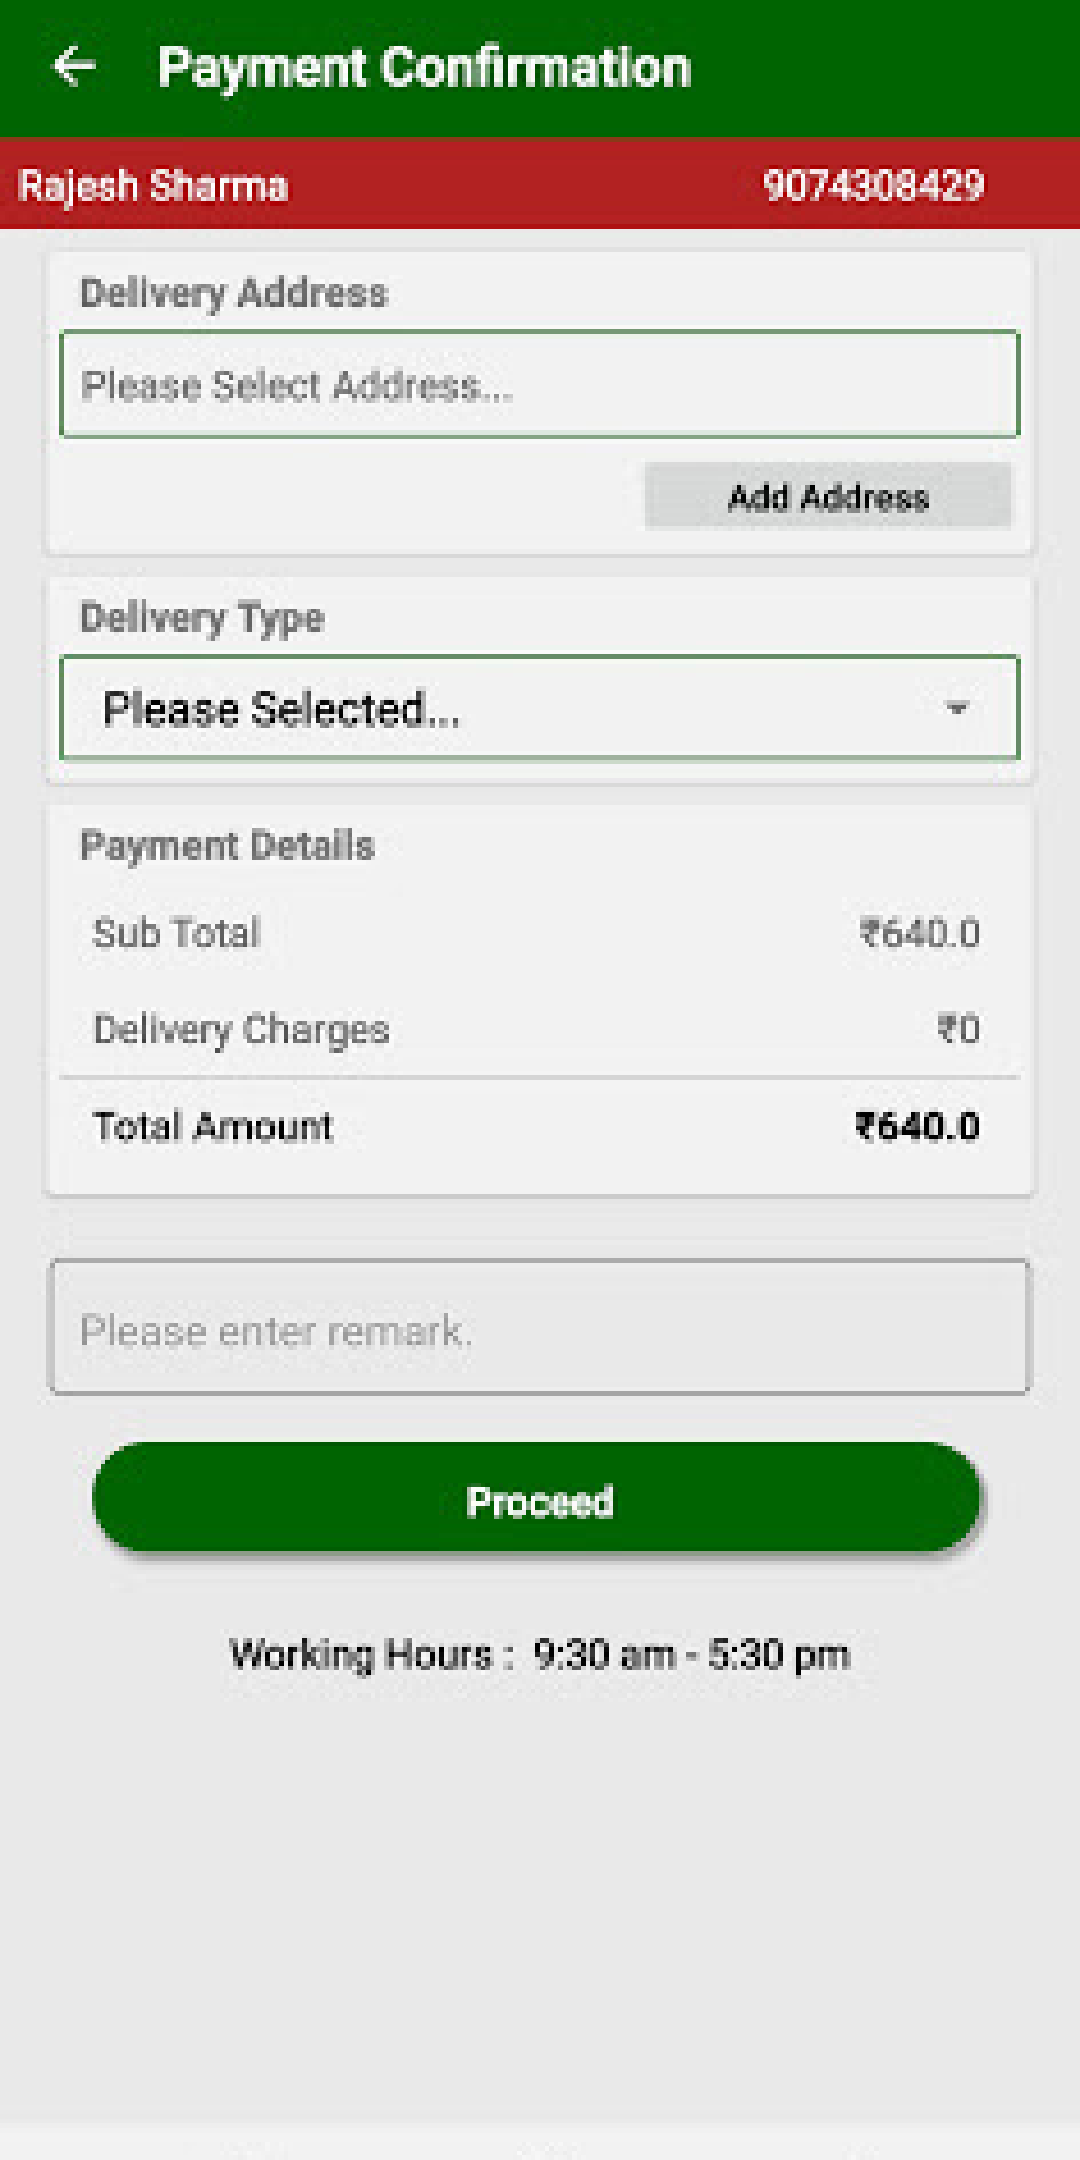 Payment Confirmation
Rajesh Sharma 9074308429
Delivery Address
Please Select Address...
Add Address
Delivery Type
Please Selected...
Payment Details
Sub Total ₹640.0
Delivery Charges ₹0
Total Amount ₹640.0
Please enter remark.
Proceed
Working Hours : 9:30 am - 5:30 pm